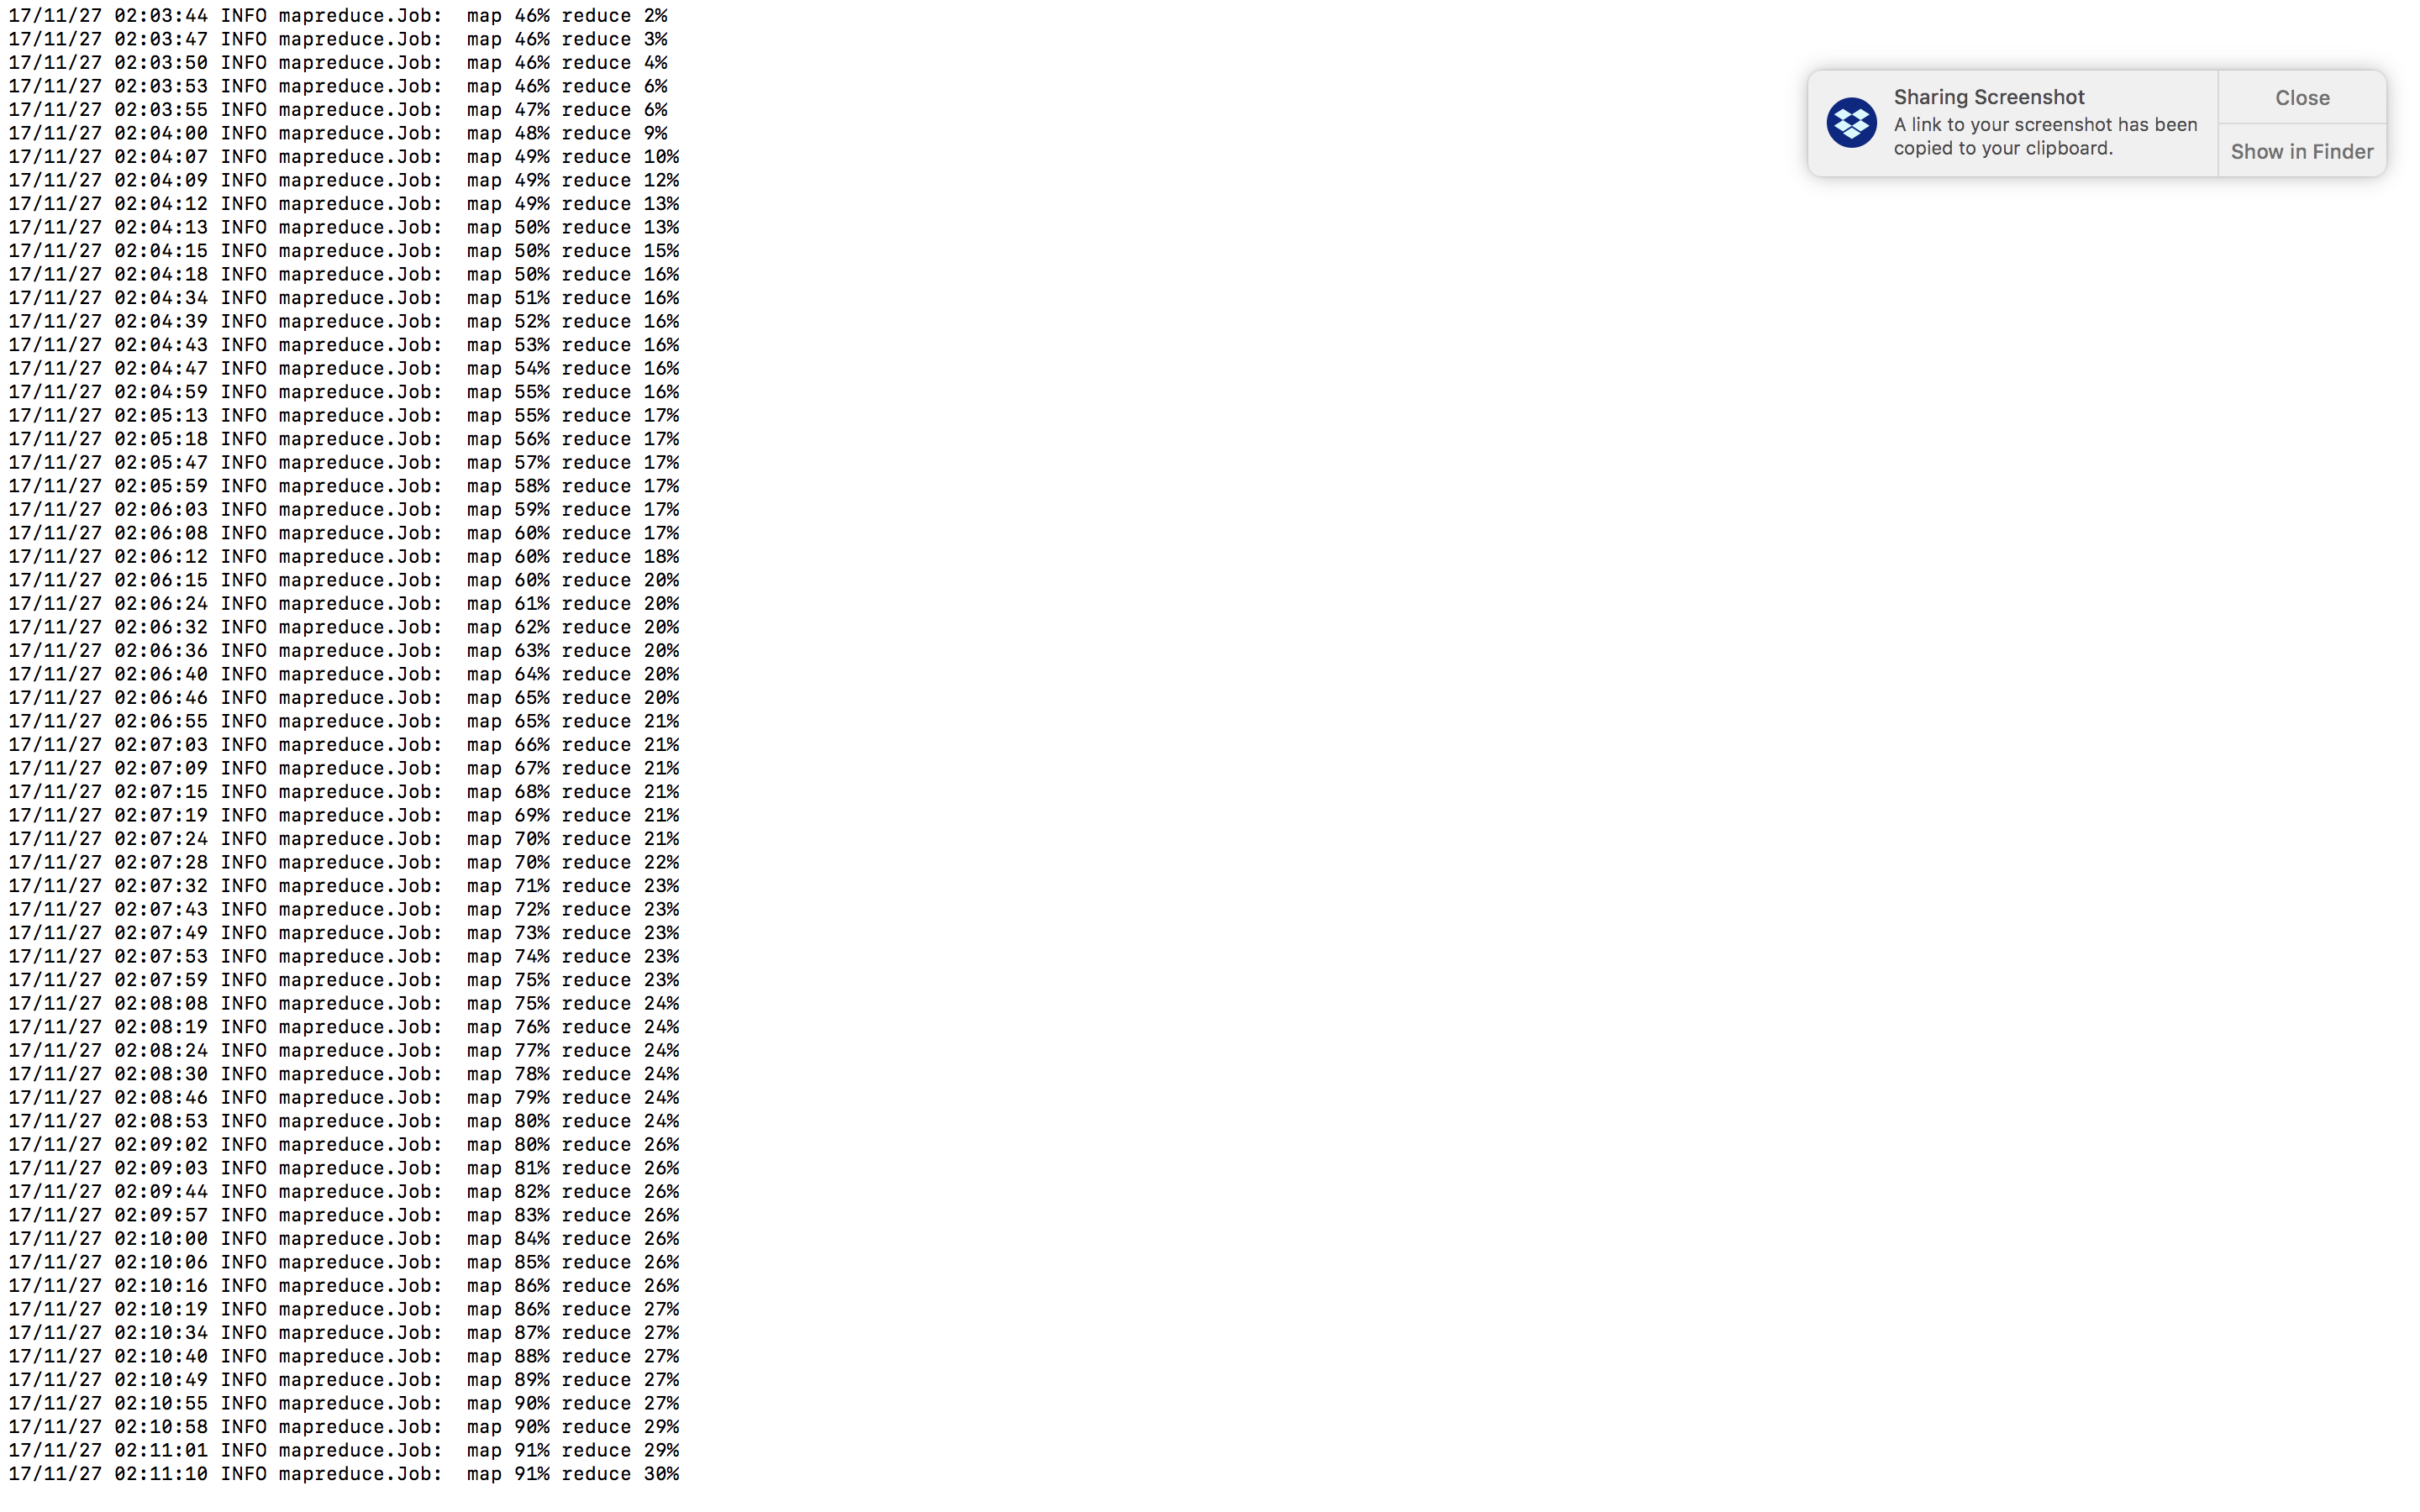 17/11/27 02:03:44 INFO mapreduce.Job:  map 46% reduce 2%
17/11/27 02:03:47 INFO mapreduce.Job:  map 46% reduce 3%
17/11/27 02:03:50 INFO mapreduce.Job:  map 46% reduce 4%
17/11/27 02:03:53 INFO mapreduce.Job:  map 46% reduce 6%
17/11/27 02:03:55 INFO mapreduce.Job:  map 47% reduce 6%
17/11/27 02:04:00 INFO mapreduce.Job:  map 48% reduce 9%
17/11/27 02:04:07 INFO mapreduce.Job:  map 49% reduce 10%
17/11/27 02:04:09 INFO mapreduce.Job:  map 49% reduce 12%
17/11/27 02:04:12 INFO mapreduce.Job:  map 49% reduce 13%
17/11/27 02:04:13 INFO mapreduce.Job:  map 50% reduce 13%
17/11/27 02:04:15 INFO mapreduce.Job:  map 50% reduce 15%
17/11/27 02:04:18 INFO mapreduce.Job:  map 50% reduce 16%
17/11/27 02:04:34 INFO mapreduce.Job:  map 51% reduce 16%
17/11/27 02:04:39 INFO mapreduce.Job:  map 52% reduce 16%
17/11/27 02:04:43 INFO mapreduce.Job:  map 53% reduce 16%
17/11/27 02:04:47 INFO mapreduce.Job:  map 54% reduce 16%
17/11/27 02:04:59 INFO mapreduce.Job:  map 55% reduce 16%
17/11/27 02:05:13 INFO mapreduce.Job:  map 55% reduce 17%
17/11/27 02:05:18 INFO mapreduce.Job:  map 56% reduce 17%
17/11/27 02:05:47 INFO mapreduce.Job:  map 57% reduce 17%
17/11/27 02:05:59 INFO mapreduce.Job:  map 58% reduce 17%
17/11/27 02:06:03 INFO mapreduce.Job:  map 59% reduce 17%
17/11/27 02:06:08 INFO mapreduce.Job:  map 60% reduce 17%
17/11/27 02:06:12 INFO mapreduce.Job:  map 60% reduce 18%
17/11/27 02:06:15 INFO mapreduce.Job:  map 60% reduce 20%
17/11/27 02:06:24 INFO mapreduce.Job:  map 61% reduce 20%
17/11/27 02:06:32 INFO mapreduce.Job:  map 62% reduce 20%
17/11/27 02:06:36 INFO mapreduce.Job:  map 63% reduce 20%
17/11/27 02:06:40 INFO mapreduce.Job:  map 64% reduce 20%
17/11/27 02:06:46 INFO mapreduce.Job:  map 65% reduce 20%
17/11/27 02:06:55 INFO mapreduce.Job:  map 65% reduce 21%
17/11/27 02:07:03 INFO mapreduce.Job:  map 66% reduce 21%
17/11/27 02:07:09 INFO mapreduce.Job:  map 67% reduce 21%
17/11/27 02:07:15 INFO mapreduce.Job:  map 68% reduce 21%
17/11/27 02:07:19 INFO mapreduce.Job:  map 69% reduce 21%
17/11/27 02:07:24 INFO mapreduce.Job:  map 70% reduce 21%
17/11/27 02:07:28 INFO mapreduce.Job:  map 70% reduce 22%
17/11/27 02:07:32 INFO mapreduce.Job:  map 71% reduce 23%
17/11/27 02:07:43 INFO mapreduce.Job:  map 72% reduce 23%
17/11/27 02:07:49 INFO mapreduce.Job:  map 73% reduce 23%
17/11/27 02:07:53 INFO mapreduce.Job:  map 74% reduce 23%
17/11/27 02:07:59 INFO mapreduce.Job:  map 75% reduce 23%
17/11/27 02:08:08 INFO mapreduce.Job:  map 75% reduce 24%
17/11/27 02:08:19 INFO mapreduce.Job:  map 76% reduce 24%
17/11/27 02:08:24 INFO mapreduce.Job:  map 77% reduce 24%
17/11/27 02:08:30 INFO mapreduce.Job:  map 78% reduce 24%
17/11/27 02:08:46 INFO mapreduce.Job:  map 79% reduce 24%
17/11/27 02:08:53 INFO mapreduce.Job:  map 80% reduce 24%
17/11/27 02:09:02 INFO mapreduce.Job:  map 80% reduce 26%
17/11/27 02:09:03 INFO mapreduce.Job:  map 81% reduce 26%
17/11/27 02:09:44 INFO mapreduce.Job:  map 82% reduce 26%
17/11/27 02:09:57 INFO mapreduce.Job:  map 83% reduce 26%
17/11/27 02:10:00 INFO mapreduce.Job:  map 84% reduce 26%
17/11/27 02:10:06 INFO mapreduce.Job:  map 85% reduce 26%
17/11/27 02:10:16 INFO mapreduce.Job:  map 86% reduce 26%
17/11/27 02:10:19 INFO mapreduce.Job:  map 86% reduce 27%
17/11/27 02:10:34 INFO mapreduce.Job:  map 87% reduce 27%
17/11/27 02:10:40 INFO mapreduce.Job:  map 88% reduce 27%
17/11/27 02:10:49 INFO mapreduce.Job:  map 89% reduce 27%
17/11/27 02:10:55 INFO mapreduce.Job:  map 90% reduce 27%
17/11/27 02:10:58 INFO mapreduce.Job:  map 90% reduce 29%
17/11/27 02:11:01 INFO mapreduce.Job:  map 91% reduce 29%
17/11/27 02:11:10 INFO mapreduce.Job:  map 91% reduce 30%
Sharing Screenshot
A link to your screenshot has been
copied to your clipboard.
Close
Show in Finder